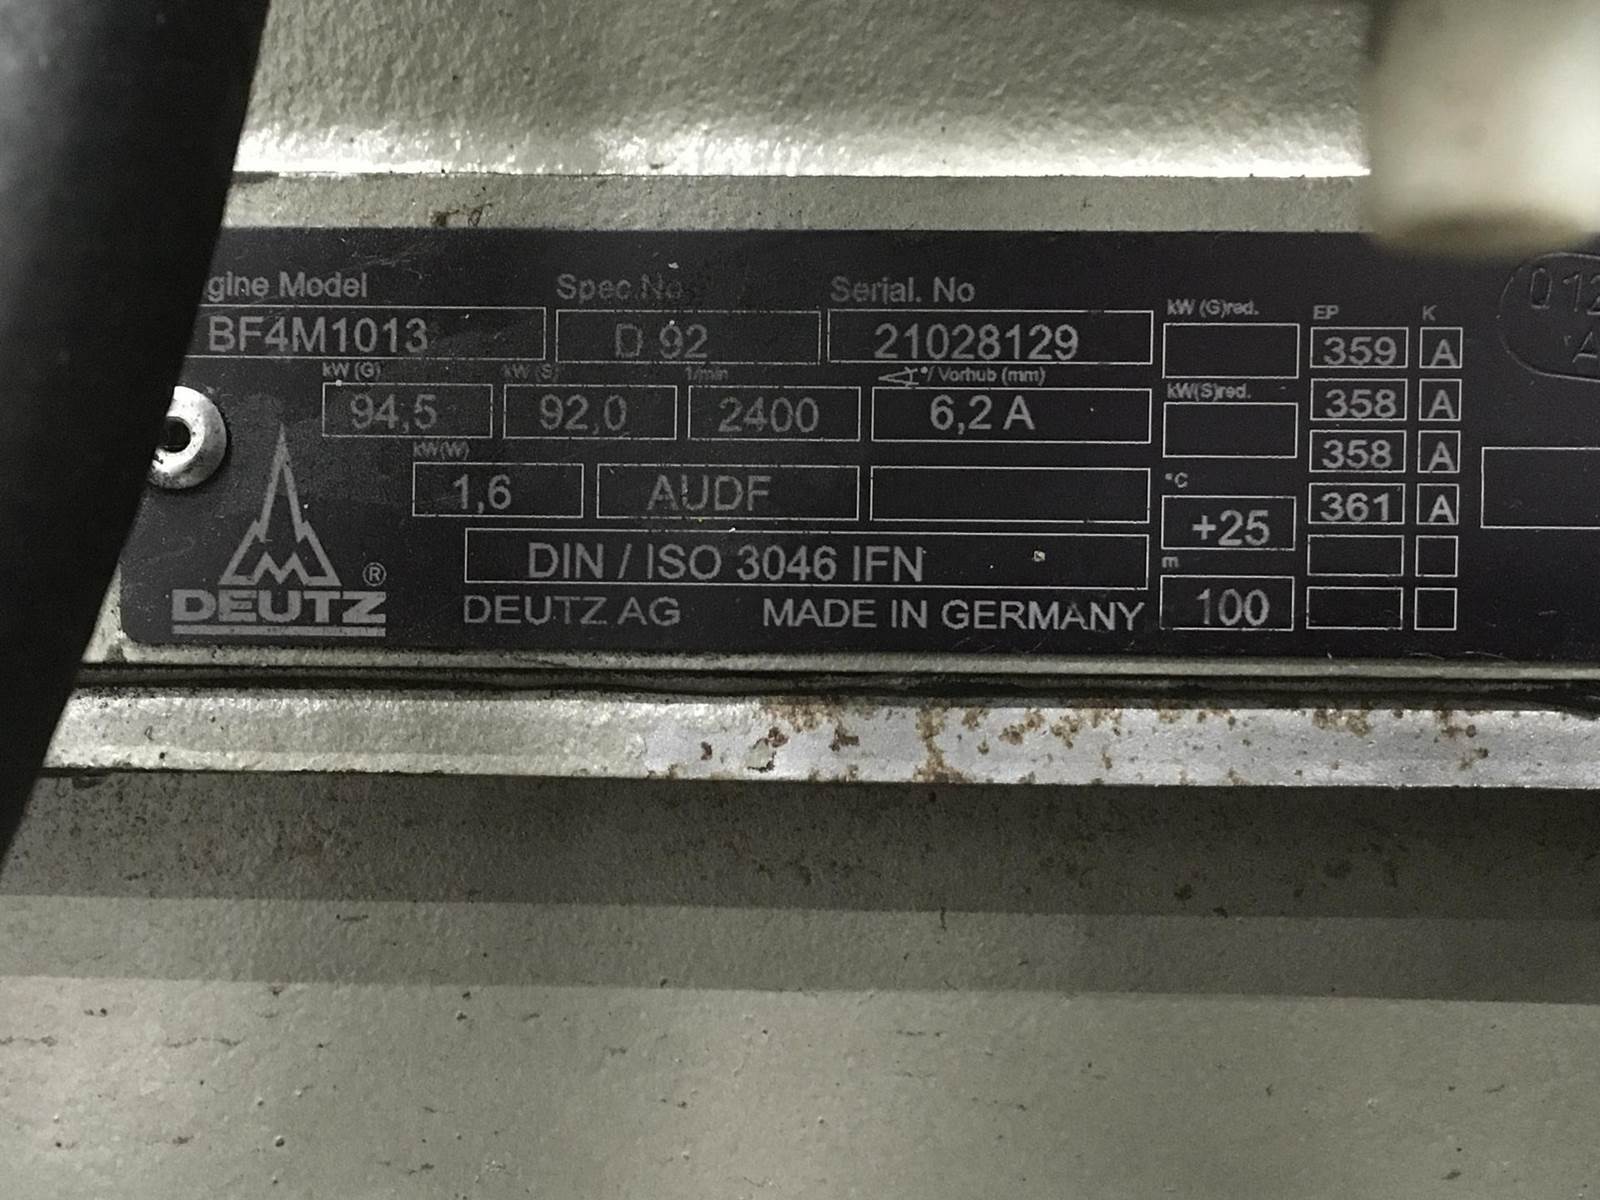 gine Model Spec.No Serial. No kW (G)red. EP K
BF4M1013 D 92 21028129 359 A
kW (G) kW (S) 1/min °/ Vorhub (mm) kW(S)red.
94,5 92,0 2400 6,2 A 358 A
kW(W) 358 A
1,6 AUDF °C +25 361 A
DIN / ISO 3046 IFN m
DEUTZ ® DEUTZ AG MADE IN GERMANY 100
Q 12
A